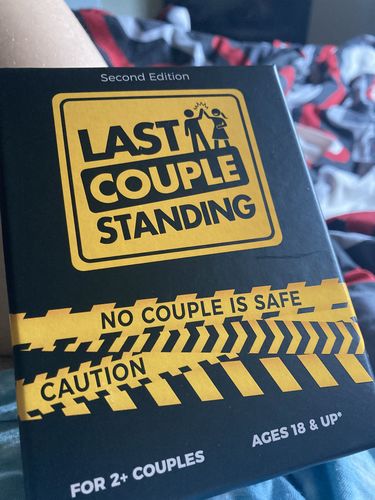 Second Edition
LAST
COUPLE
STANDING
NO COUPLE IS SAFE
CAUTION
FOR 2+ COUPLES
AGES 18 & UP*